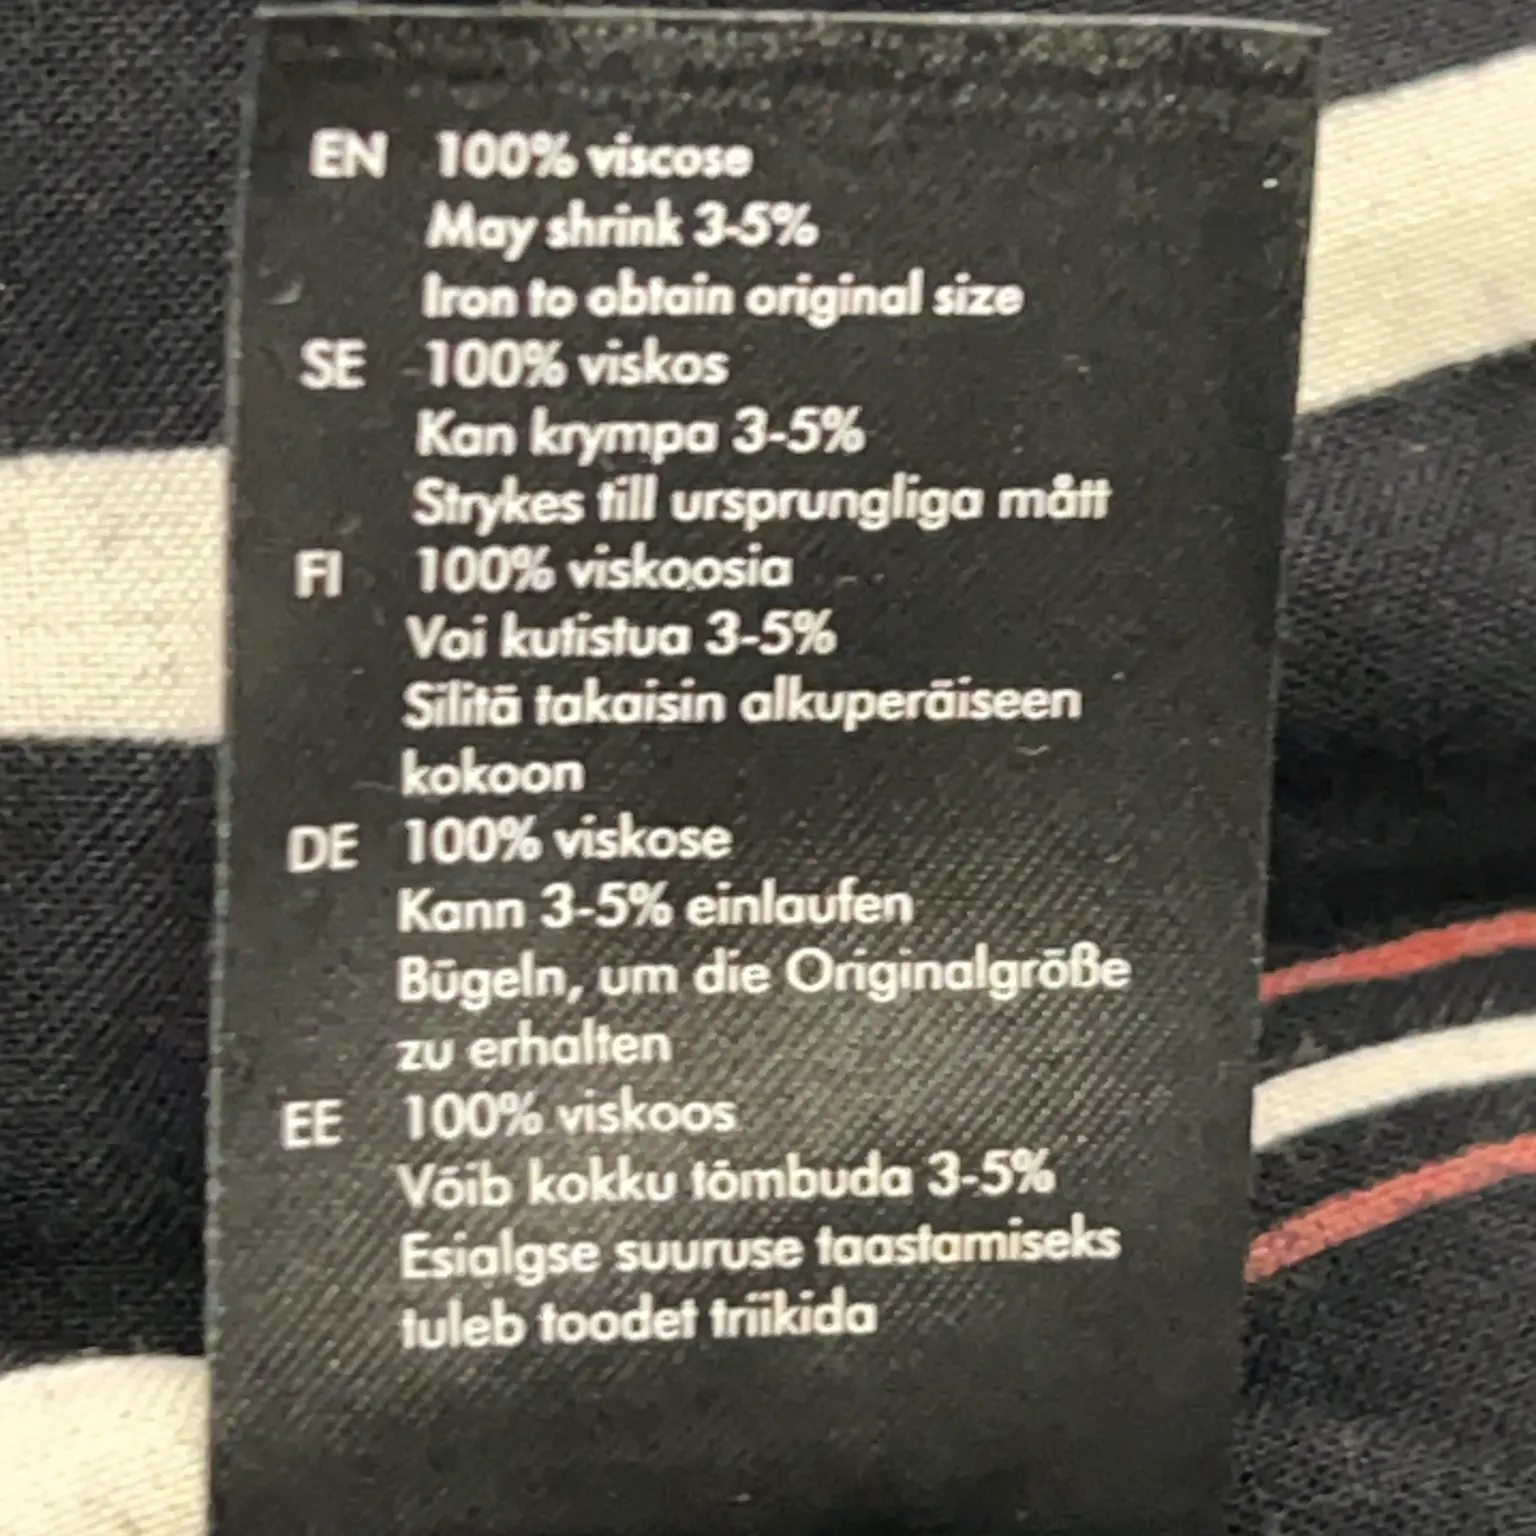 EN 100% viscose
May shrink 3-5%
Iron to obtain original size
SE 100% viskos
Kan krympa 3-5%
Strykes till ursprungliga mått
FI 100% viskoosia
Voi kutistua 3-5%
Silitä takaisin alkuperäiseen
kokoon
DE 100% viskose
Kann 3-5% einlaufen
Bügeln, um die Originalgröße
zu erhalten
EE 100% viskoos
Võib kokku tõmbuda 3-5%
Esialgse suuruse taastamiseks
tuleb toodet triikida